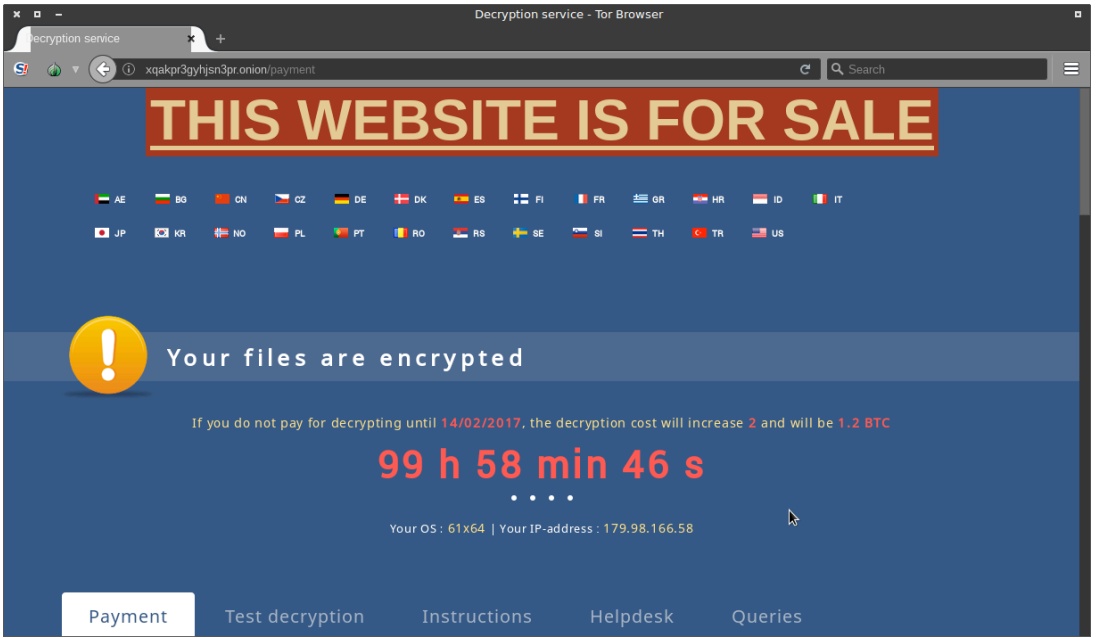 Decryption service - Tor Browser
Decryption service
xqakpr3gyhjsn3pr.onion/payment
Search
THIS WEBSITE IS FOR SALE
AE BG CN CZ DE DK ES FI FR GR HR ID IT
JP KR NO PL PT RO RS SE SI TH TR US
Your files are encrypted
If you do not pay for decrypting until 14/02/2017, the decryption cost will increase 2 and will be 1.2 BTC
99 h 58 min 46 s
Your OS : 61x64 | Your IP-address : 179.98.166.58
Payment Test decryption Instructions Helpdesk Queries